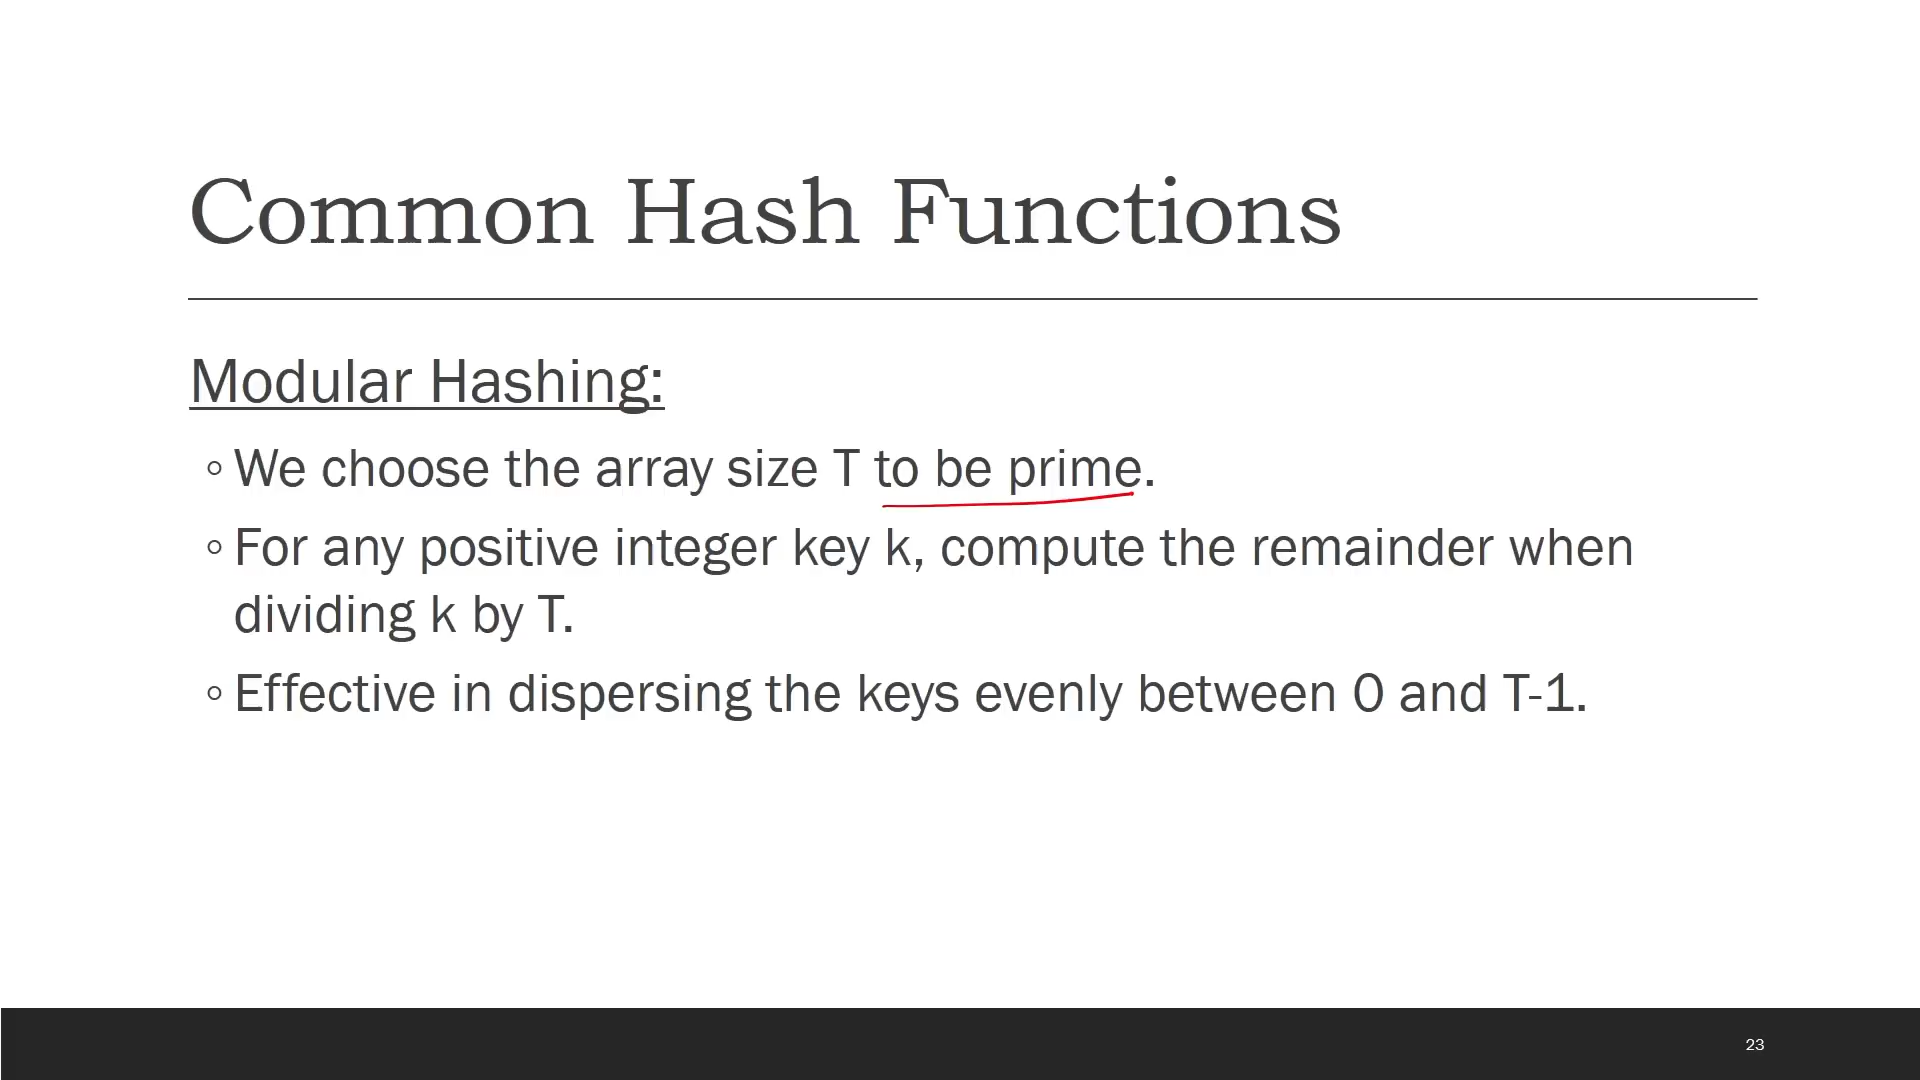 Common Hash Functions
Modular Hashing:
◦ We choose the array size T to be prime.
◦ For any positive integer key k, compute the remainder when
dividing k by T.
◦ Effective in dispersing the keys evenly between 0 and T-1.
23